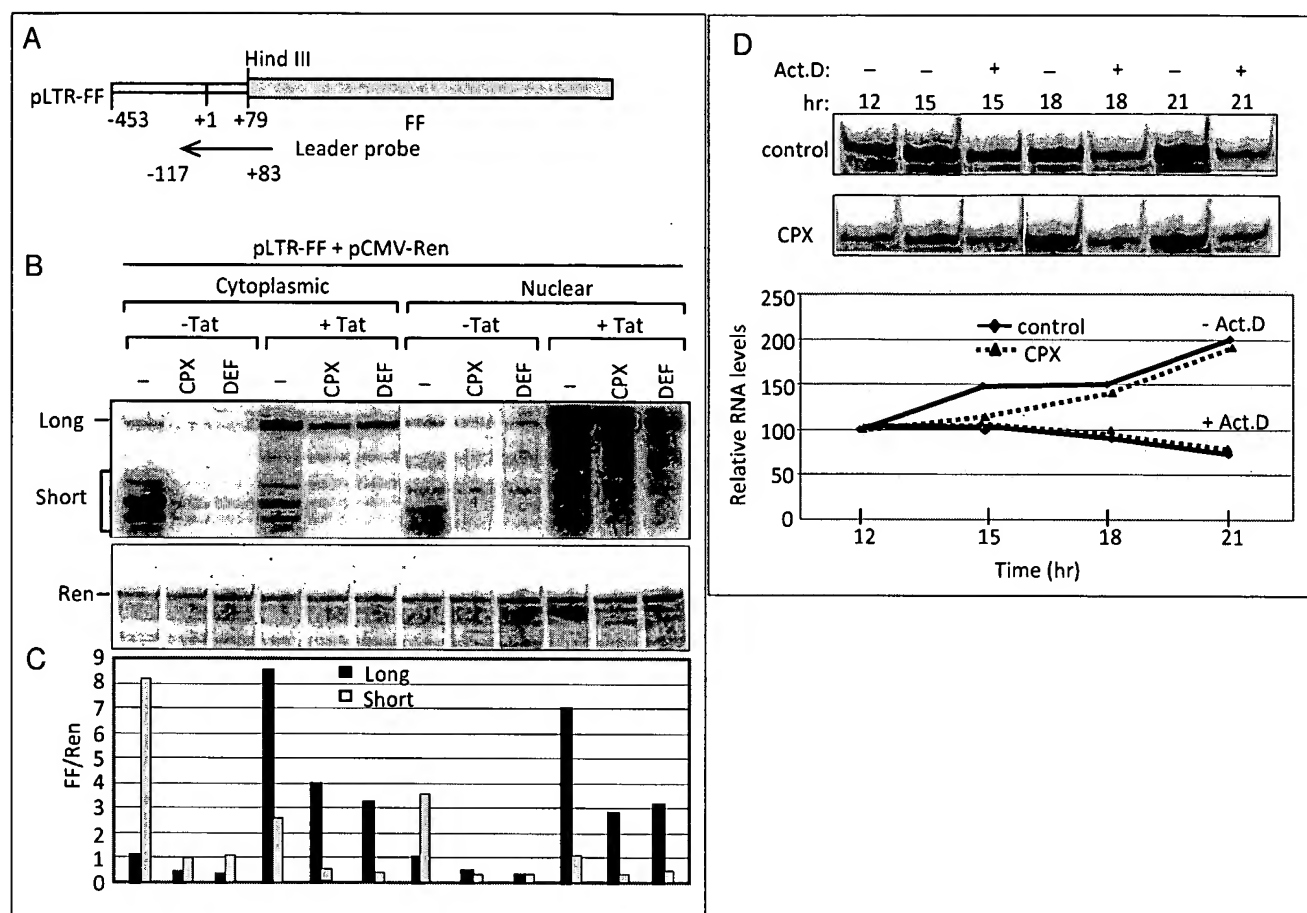 A
Hind III
pLTR-FF
-453 +1 +79 FF
Leader probe
-117 +83
pLTR-FF + pCMV-Ren
B
Cytoplasmic Nuclear
-Tat + Tat -Tat + Tat
– CPX DEF – CPX DEF – CPX DEF – CPX DEF
Long
Short
Ren
C
9
8
7
6
5
4
3
2
1
0
FF/Ren
Long
Short
D
Act.D: – – + – + – +
hr: 12 15 15 18 18 21 21
control
CPX
250
200
150
100
50
0
Relative RNA levels
control
CPX
- Act.D
+ Act.D
12 15 18 21
Time (hr)